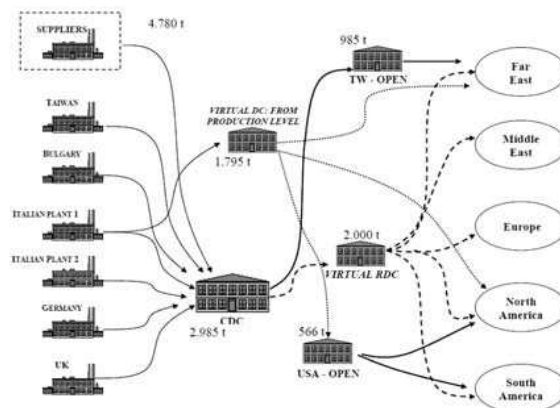 SUPPLIERS
4.780 t
TAIWAN
BULGARY
ITALIAN PLANT 1
ITALIAN PLANT 2
GERMANY
UK
VIRTUAL DC: FROM
PRODUCTION LEVEL
1.795 t
CDC
2.985 t
985 t
TW - OPEN
2.000 t
VIRTUAL RDC
566 t
USA - OPEN
Far
East
Middle
East
Europe
North
America
South
America